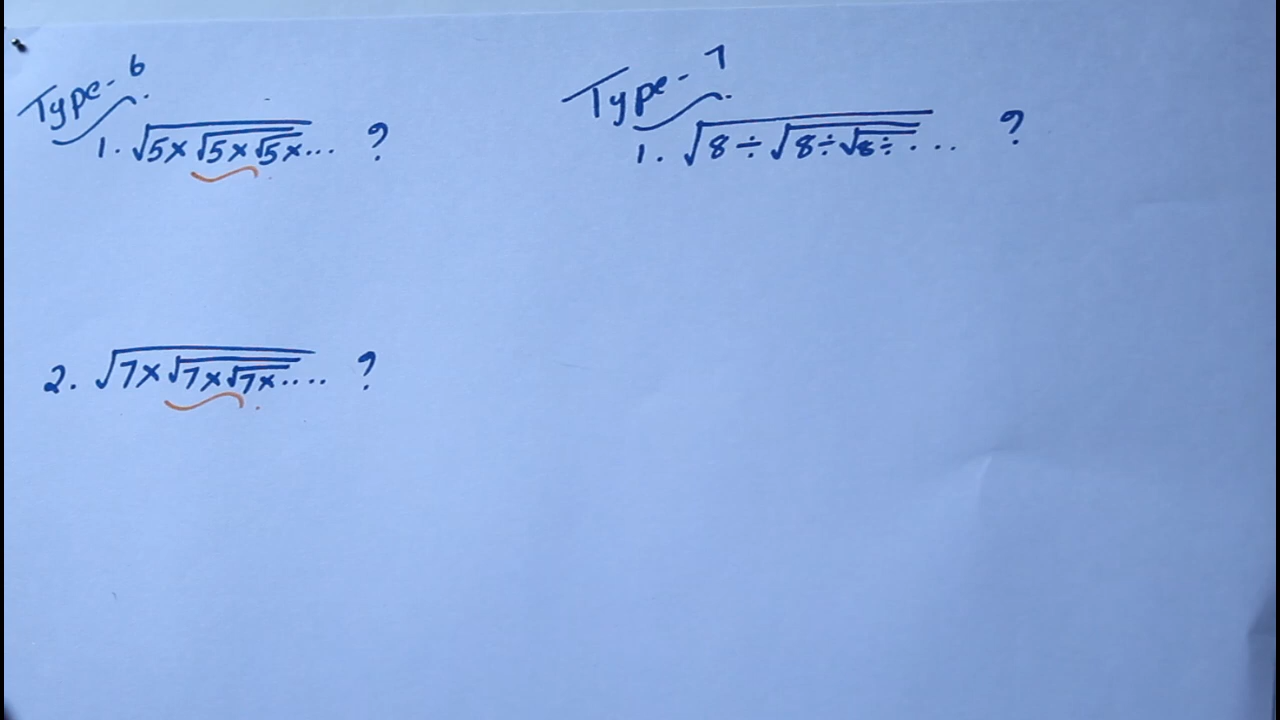 Type-6
1. √5×√5×√5×... ?
2. √7×√7×√7×.... ?
Type-7
1. √8÷√8÷√8÷... ?